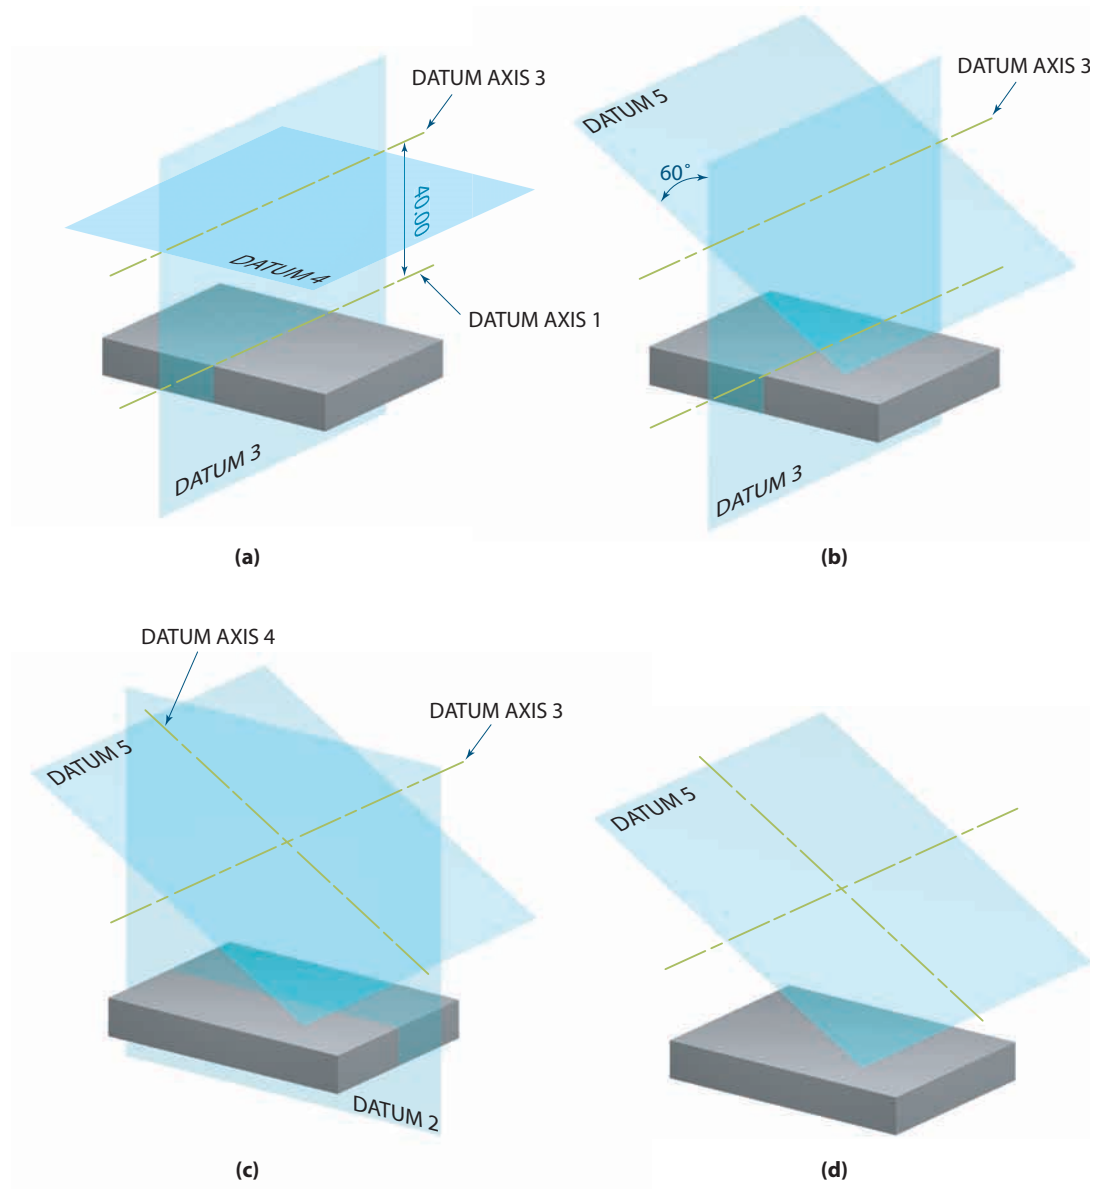 DATUM AXIS 3
40.00
DATUM 4
DATUM AXIS 1
DATUM 3
(a)
DATUM AXIS 3
DATUM 5
60°
DATUM 3
(b)
DATUM AXIS 4
DATUM AXIS 3
DATUM 5
DATUM 2
(c)
DATUM 5
(d)